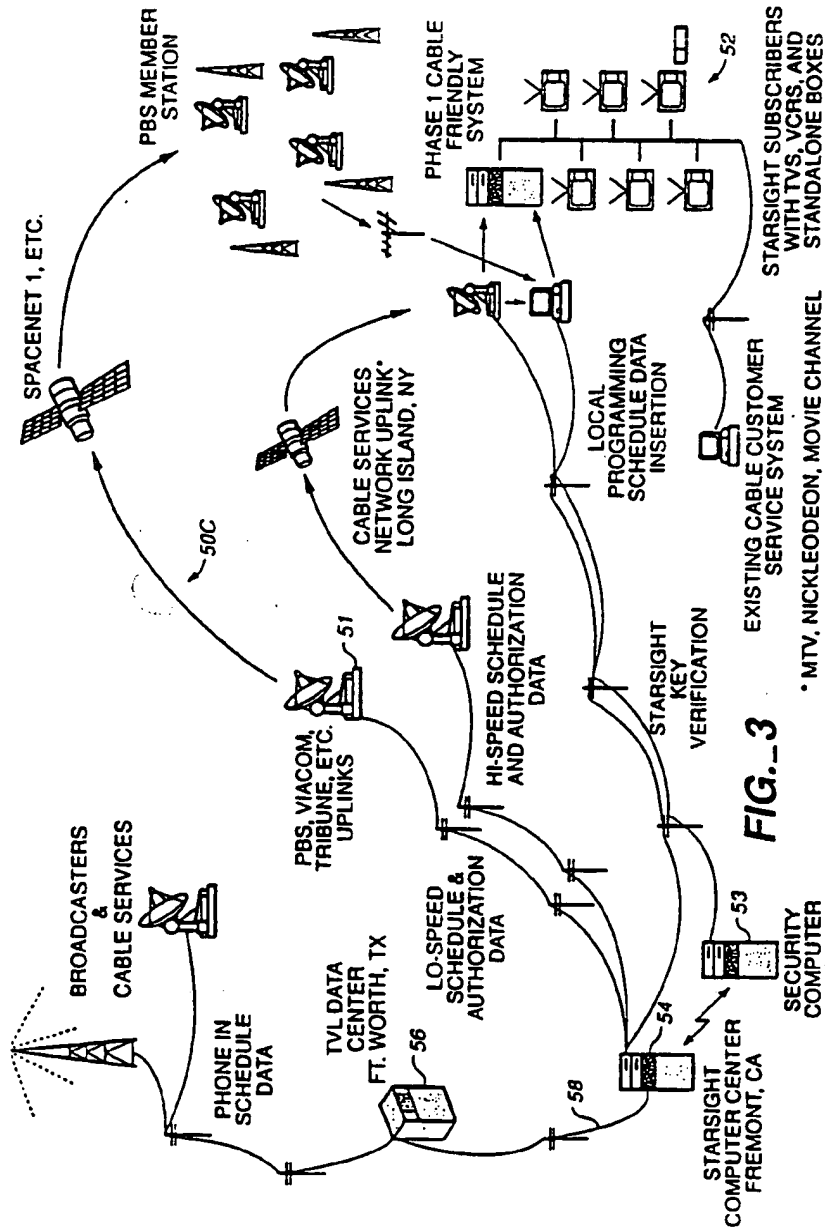 BROADCASTERS
&
CABLE SERVICES
PHONE IN
SCHEDULE
DATA
TVL DATA
CENTER
FT. WORTH, TX
56
58
STARSIGHT
COMPUTER CENTER
FREMONT, CA
54
53
SECURITY
COMPUTER
LO-SPEED
SCHEDULE &
AUTHORIZATION
DATA
PBS, VIACOM,
TRIBUNE, ETC.
UPLINKS
51
50C
SPACENET 1, ETC.
HI-SPEED SCHEDULE
AND AUTHORIZATION
DATA
CABLE SERVICES
NETWORK UPLINK*
LONG ISLAND, NY
PBS MEMBER
STATION
PHASE 1 CABLE
FRIENDLY
SYSTEM
LOCAL
PROGRAMMING
SCHEDULE DATA
INSERTION
STARSIGHT
KEY
VERIFICATION
EXISTING CABLE CUSTOMER
SERVICE SYSTEM
52
STARSIGHT SUBSCRIBERS
WITH TVS, VCRS, AND
STANDALONE BOXES
* MTV, NICKLEODEON, MOVIE CHANNEL
FIG._3